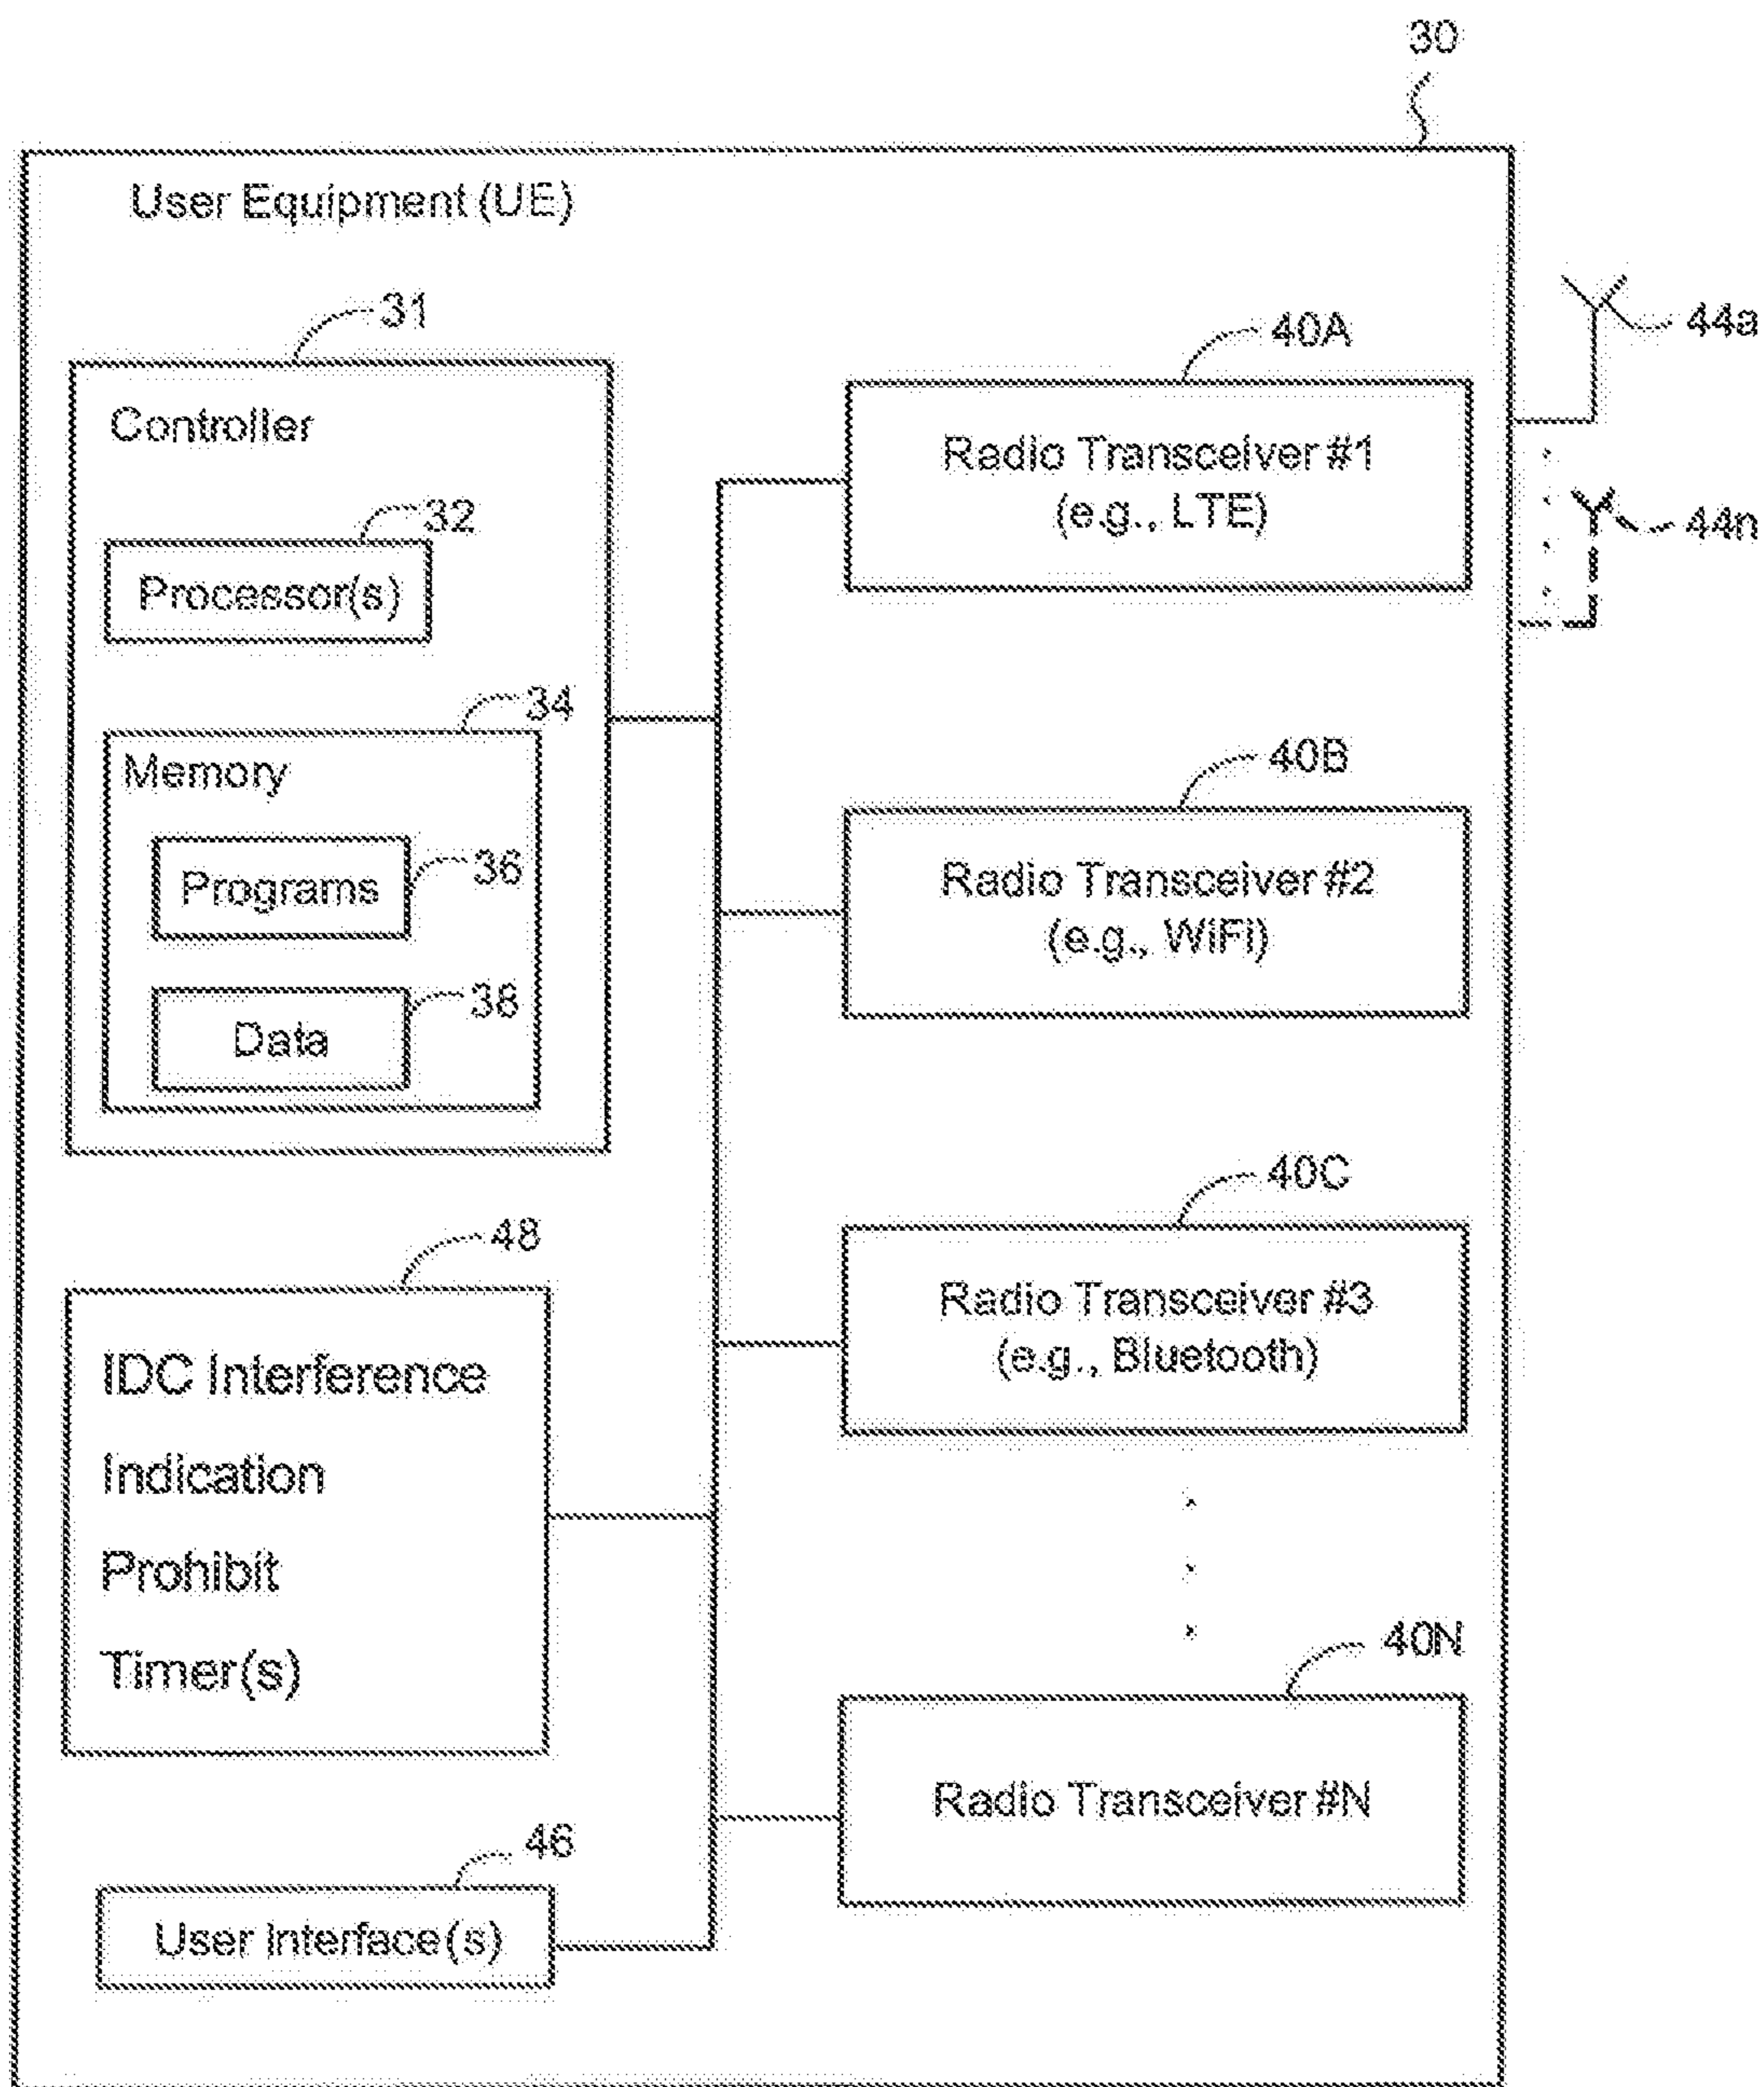 30
User Equipment (UE)
31
Controller
32
Processor(s)
34
Memory
Programs
36
Data
38
48
IDC Interference
Indication
Prohibit
Timer(s)
46
User Interface(s)
40A
Radio Transceiver #1
(e.g., LTE)
40B
Radio Transceiver #2
(e.g., WiFi)
40C
Radio Transceiver #3
(e.g., Bluetooth)
40N
Radio Transceiver #N
44a
44n